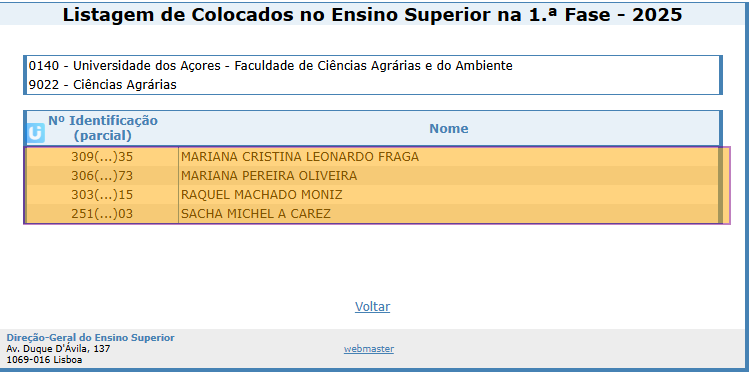 Listagem de Colocados no Ensino Superior na 1.ª Fase - 2025
0140 - Universidade dos Açores - Faculdade de Ciências Agrárias e do Ambiente
9022 - Ciências Agrárias
Nº Identificação
(parcial)
Nome
309(...)35 MARIANA CRISTINA LEONARDO FRAGA
306(...)73 MARIANA PEREIRA OLIVEIRA
303(...)15 RAQUEL MACHADO MONIZ
251(...)03 SACHA MICHEL A CAREZ
Voltar
Direção-Geral do Ensino Superior
Av. Duque D'Ávila, 137
1069-016 Lisboa
webmaster